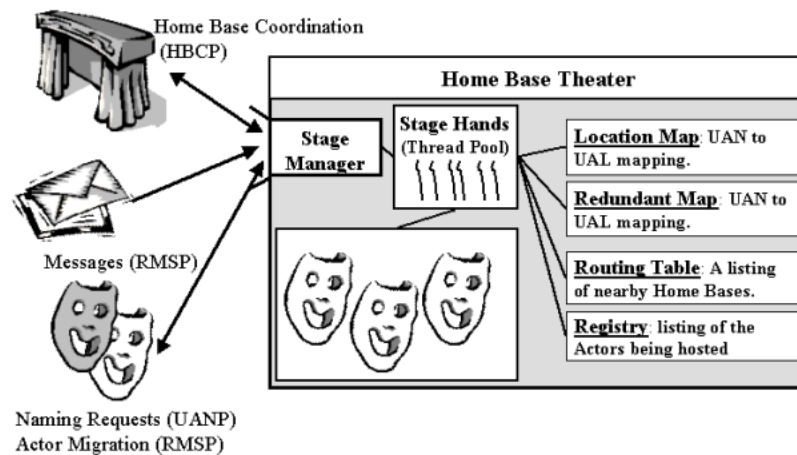 Home Base Coordination
(HBCP)
Home Base Theater
Stage
Manager
Stage Hands
(Thread Pool)
Location Map: UAN to
UAL mapping.
Redundant Map: UAN to
UAL mapping.
Routing Table: A listing
of nearby Home Bases.
Registry: listing of the
Actors being hosted
Messages (RMSP)
Naming Requests (UANP)
Actor Migration (RMSP)